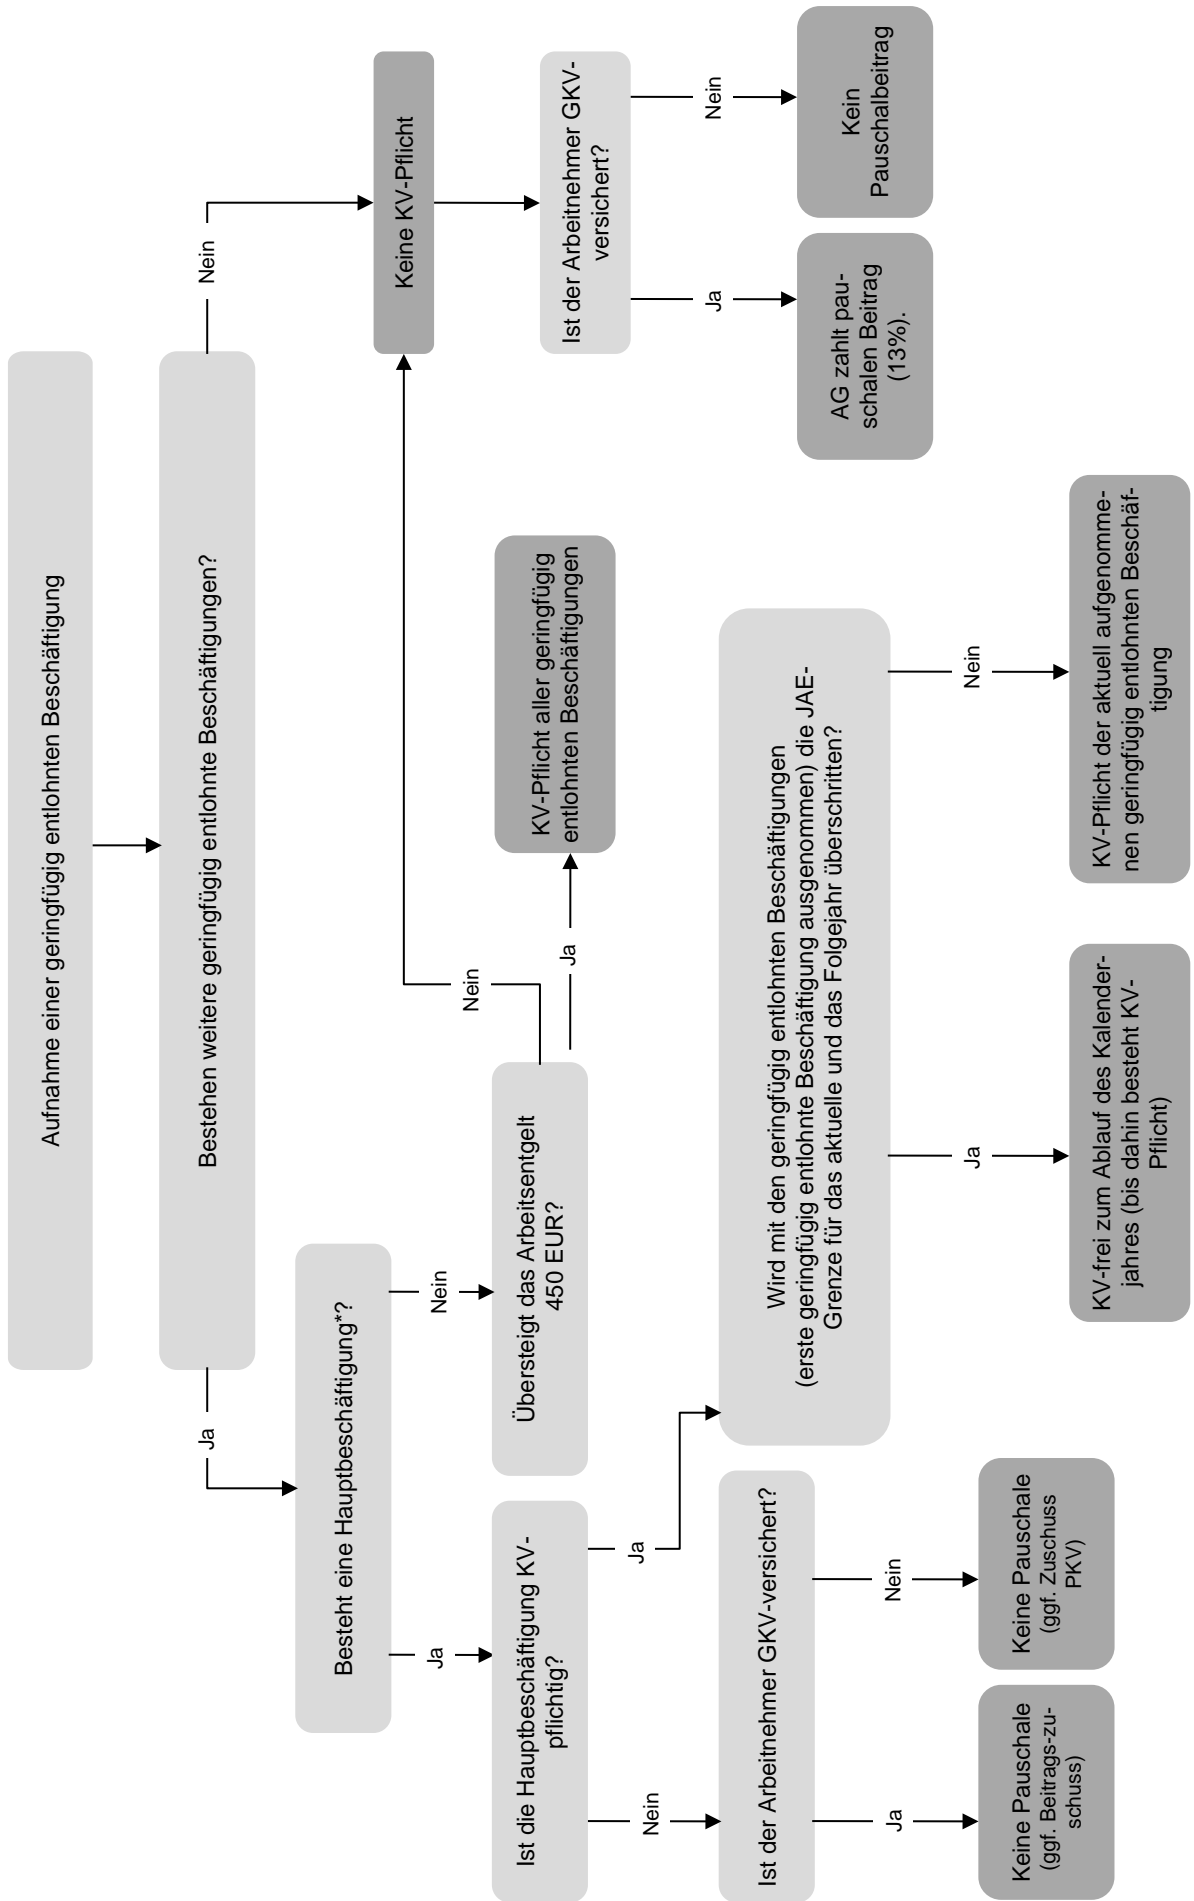 Aufnahme einer geringfügig entlohnten Beschäftigung
Bestehen weitere geringfügig entlohnte Beschäftigungen?
Ja
Nein
Besteht eine Hauptbeschäftigung*?
Keine KV-Pflicht
Ja
Nein
Nein
Ja
Ist die Hauptbeschäftigung KV-
pflichtig?
Übersteigt das Arbeitsentgelt
450 EUR?
KV-Pflicht aller geringfügig
entlohnten Beschäftigungen
Ist der Arbeitnehmer GKV-
versichert?
Nein
Ja
Ja
Nein
Ist der Arbeitnehmer GKV-versichert?
Wird mit den geringfügig entlohnten Beschäftigungen
(erste geringfügig entlohnte Beschäftigung ausgenommen) die JAE-
Grenze für das aktuelle und das Folgejahr überschritten?
AG zahlt pau-
schalen Beitrag
(13%).
Kein
Pauschalbeitrag
Ja
Nein
Ja
Nein
Keine Pauschale
(ggf. Beitrags-zu-
schuss)
Keine Pauschale
(ggf. Zuschuss
PKV)
KV-frei zum Ablauf des Kalender-
jahres (bis dahin besteht KV-
Pflicht)
KV-Pflicht der aktuell aufgenomme-
nen geringfügig entlohnten Beschäf-
tigung